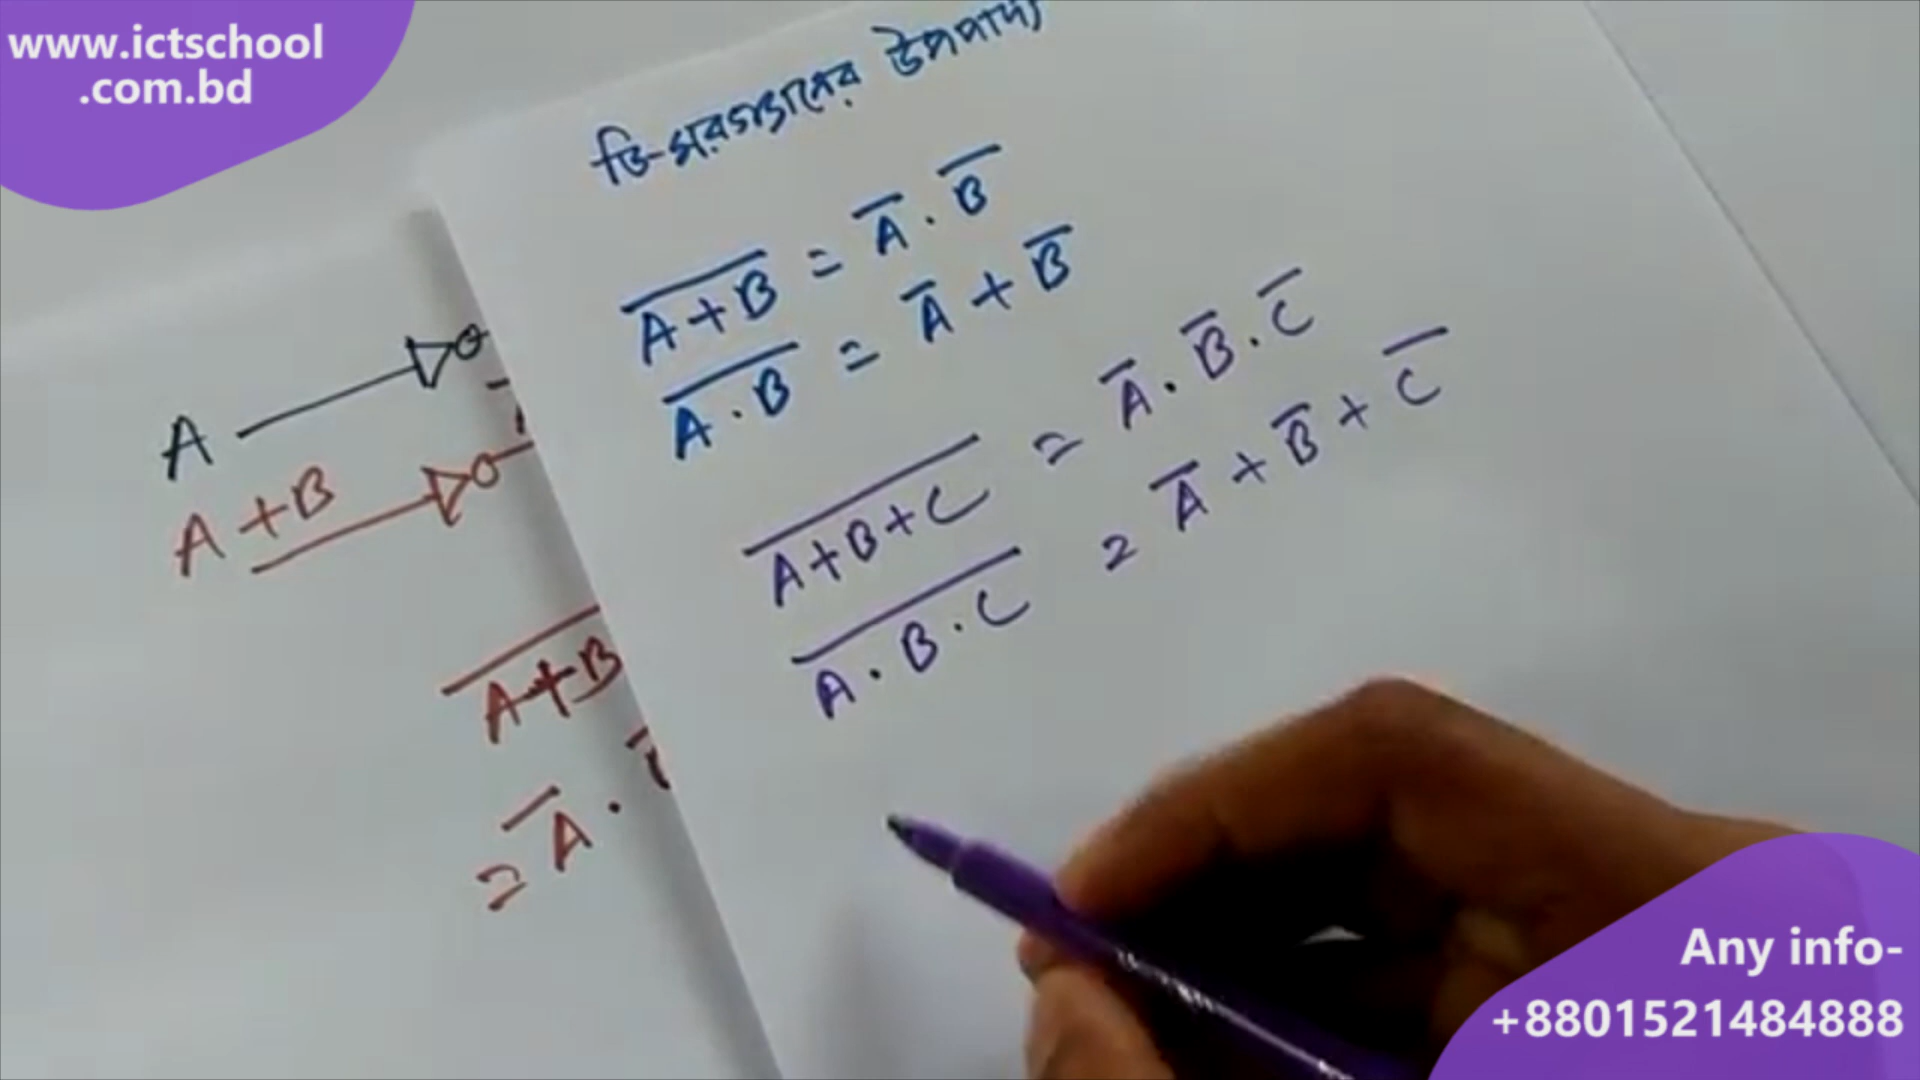 www.ictschool
.com.bd
ডি-মরগ্যানের উপপাদ্য
A̅+̅B̅ = A̅ . B̅
A̅.̅B̅ = A̅ + B̅
A̅+̅B̅+̅C̅ = A̅ . B̅ . C̅
A̅.̅B̅.̅C̅ = A̅ + B̅ + C̅
A
A+B
A̅+̅B̅
= A̅ .
Any info-
+8801521484888